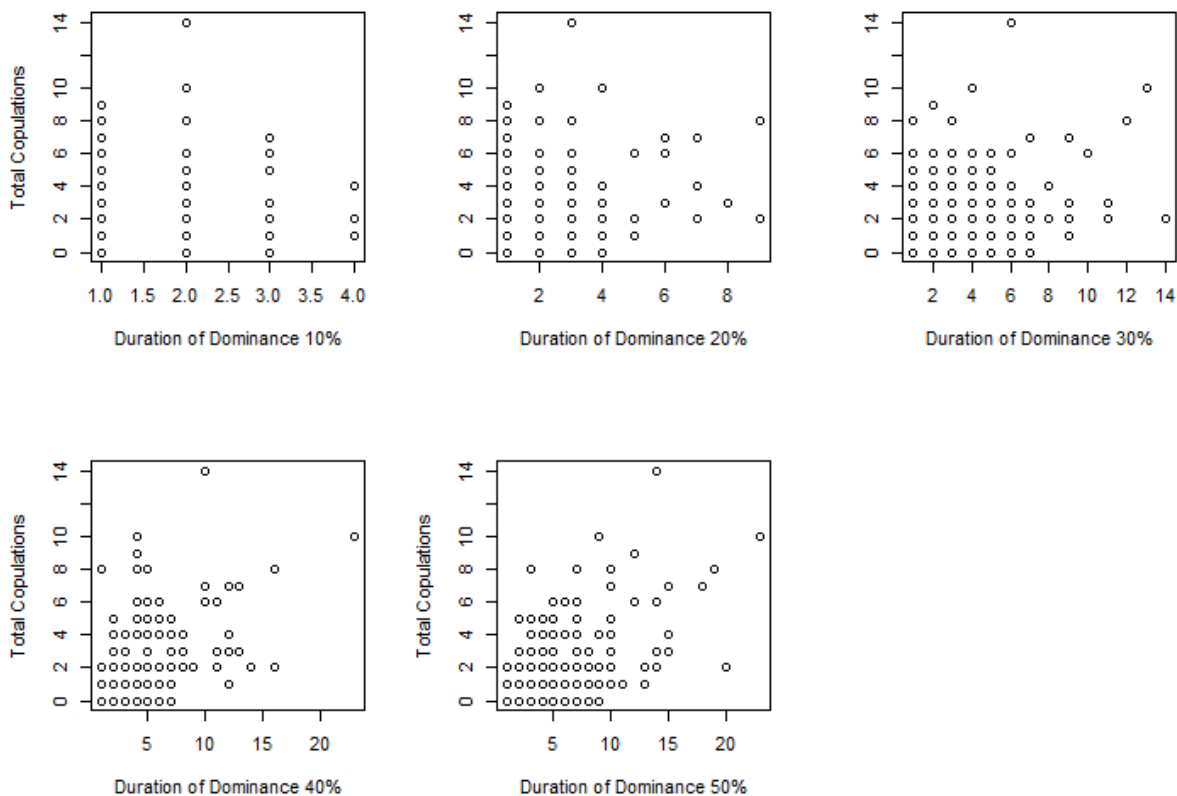 Total Copulations
0 2 4 6 8 10 14
1.0 1.5 2.0 2.5 3.0 3.5 4.0
Duration of Dominance 10%
0 2 4 6 8 10 14
2 4 6 8
Duration of Dominance 20%
0 2 4 6 8 10 14
2 4 6 8 10 12 14
Duration of Dominance 30%
Total Copulations
0 2 4 6 8 10 14
5 10 15 20
Duration of Dominance 40%
Total Copulations
0 2 4 6 8 10 14
5 10 15 20
Duration of Dominance 50%